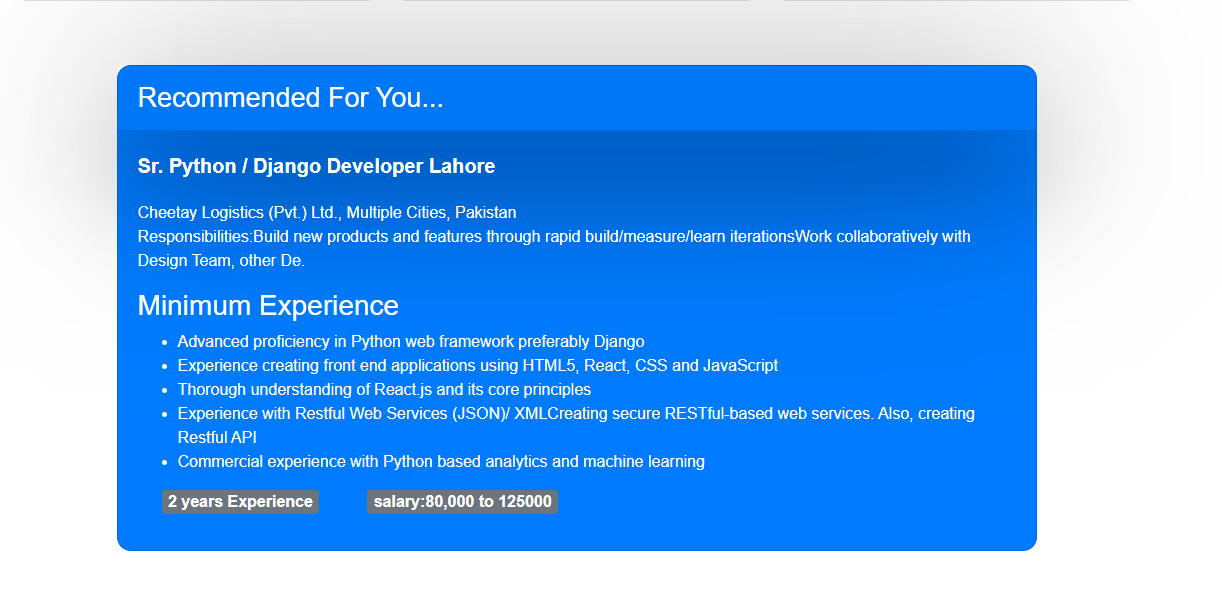 Recommended For You...
Sr. Python / Django Developer Lahore
Cheetay Logistics (Pvt.) Ltd., Multiple Cities, Pakistan
Responsibilities:Build new products and features through rapid build/measure/learn iterationsWork collaboratively with
Design Team, other De.
Minimum Experience
• Advanced proficiency in Python web framework preferably Django
• Experience creating front end applications using HTML5, React, CSS and JavaScript
• Thorough understanding of React.js and its core principles
• Experience with Restful Web Services (JSON)/ XMLCreating secure RESTful-based web services. Also, creating
Restful API
• Commercial experience with Python based analytics and machine learning
2 years Experience salary:80,000 to 125000